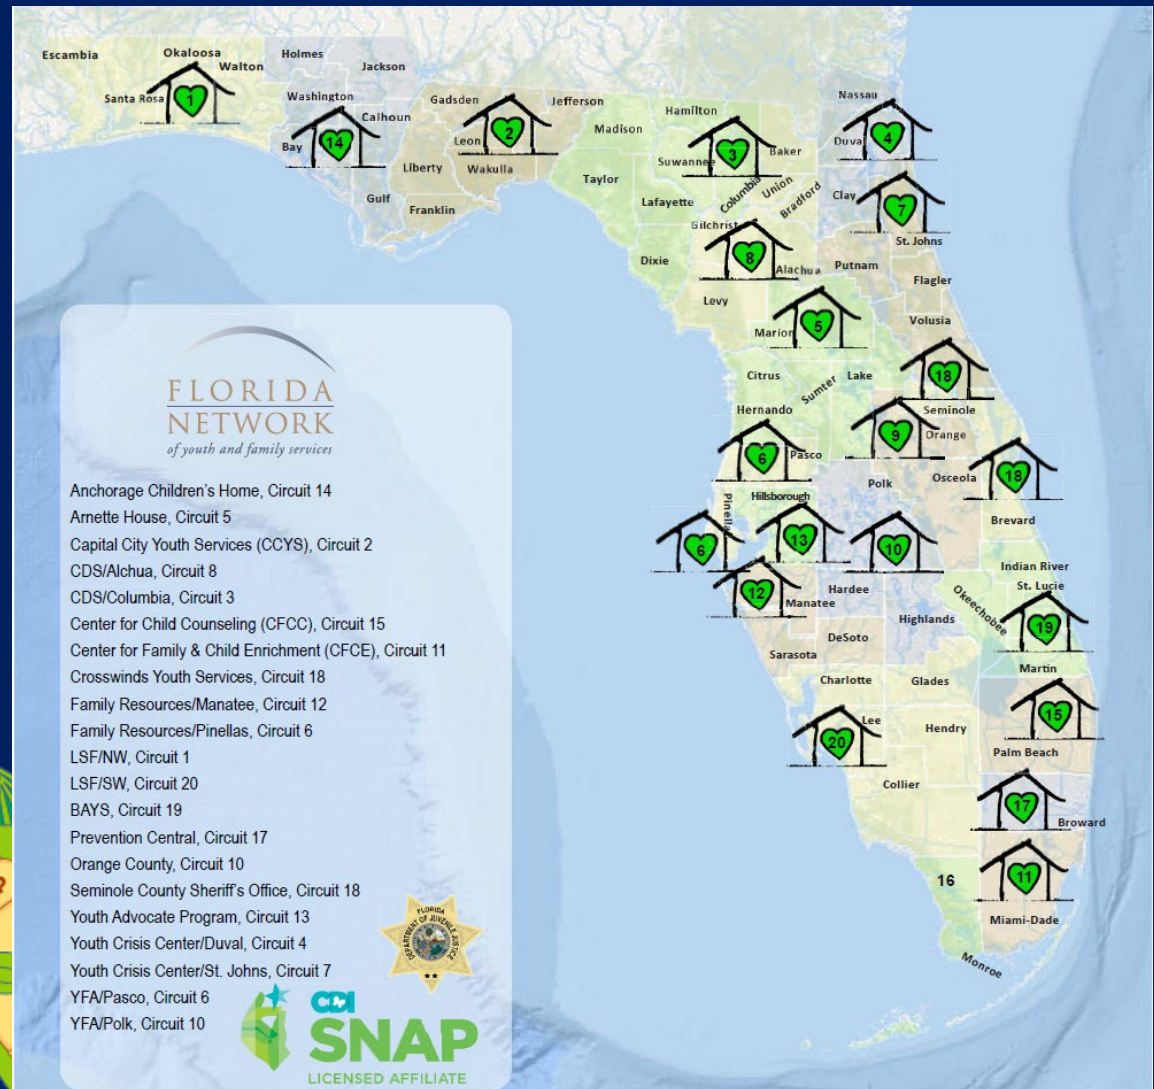 Escambia
Okaloosa
Walton
Holmes
Jackson
Santa Rosa
1
Washington
Calhoun
Bay
14
Gulf
Gadsden
Leon
2
Jefferson
Liberty
Wakulla
Franklin
Madison
Hamilton
Taylor
Suwannee
3
Baker
Nassau
Duval
4
Lafayette
Columbia
Union
Bradford
Clay
7
St. Johns
Gilchrist
8
Alachua
Putnam
Dixie
Flagler
Levy
Marion
5
Volusia
Citrus
Sumter
Lake
18
Hernando
Seminole
9
Orange
6
Pasco
Polk
Osceola
18
Pinellas
Hillsborough
Brevard
6
13
10
Indian River
St. Lucie
12
Manatee
Hardee
Okeechobee
Highlands
19
DeSoto
Sarasota
Martin
Charlotte
Glades
15
Lee
20
Hendry
Palm Beach
Collier
17
Broward
16
11
Miami-Dade
Monroe
FLORIDA
NETWORK
of youth and family services
Anchorage Children's Home, Circuit 14
Arnette House, Circuit 5
Capital City Youth Services (CCYS), Circuit 2
CDS/Alchua, Circuit 8
CDS/Columbia, Circuit 3
Center for Child Counseling (CFCC), Circuit 15
Center for Family & Child Enrichment (CFCE), Circuit 11
Crosswinds Youth Services, Circuit 18
Family Resources/Manatee, Circuit 12
Family Resources/Pinellas, Circuit 6
LSF/NW, Circuit 1
LSF/SW, Circuit 20
BAYS, Circuit 19
Prevention Central, Circuit 17
Orange County, Circuit 10
Seminole County Sheriff's Office, Circuit 18
Youth Advocate Program, Circuit 13
Youth Crisis Center/Duval, Circuit 4
Youth Crisis Center/St. Johns, Circuit 7
YFA/Pasco, Circuit 6
YFA/Polk, Circuit 10
FLORIDA
DEPARTMENT OF JUVENILE JUSTICE
CDI
SNAP
LICENSED AFFILIATE
?